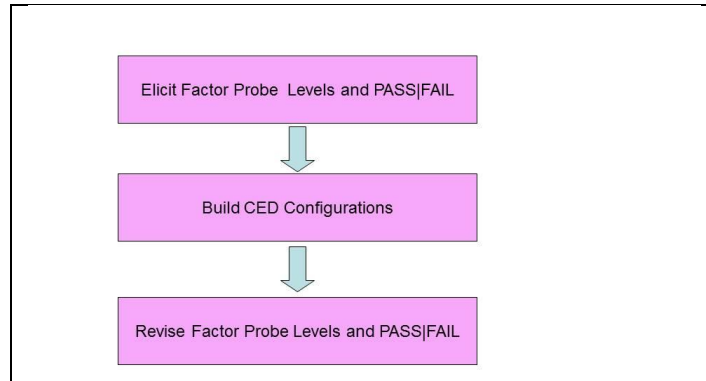 Elicit Factor Probe Levels and PASS|FAIL
Build CED Configurations
Revise Factor Probe Levels and PASS|FAIL